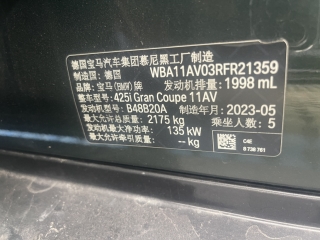 德国宝马汽车集团慕尼黑工厂制造
制造国：德国 WBA11AV03RFR21359
品牌：宝马(BMW)牌 发动机排量：1998 mL
整车型号：425i Gran Coupe 11AV
发动机型号：B48B20A 制造年月：2023-05
最大允许总质量：2175 kg 乘坐人数：5
发动机最大净功率：135 kW
最大允许牵引质量：-- kg
C4E